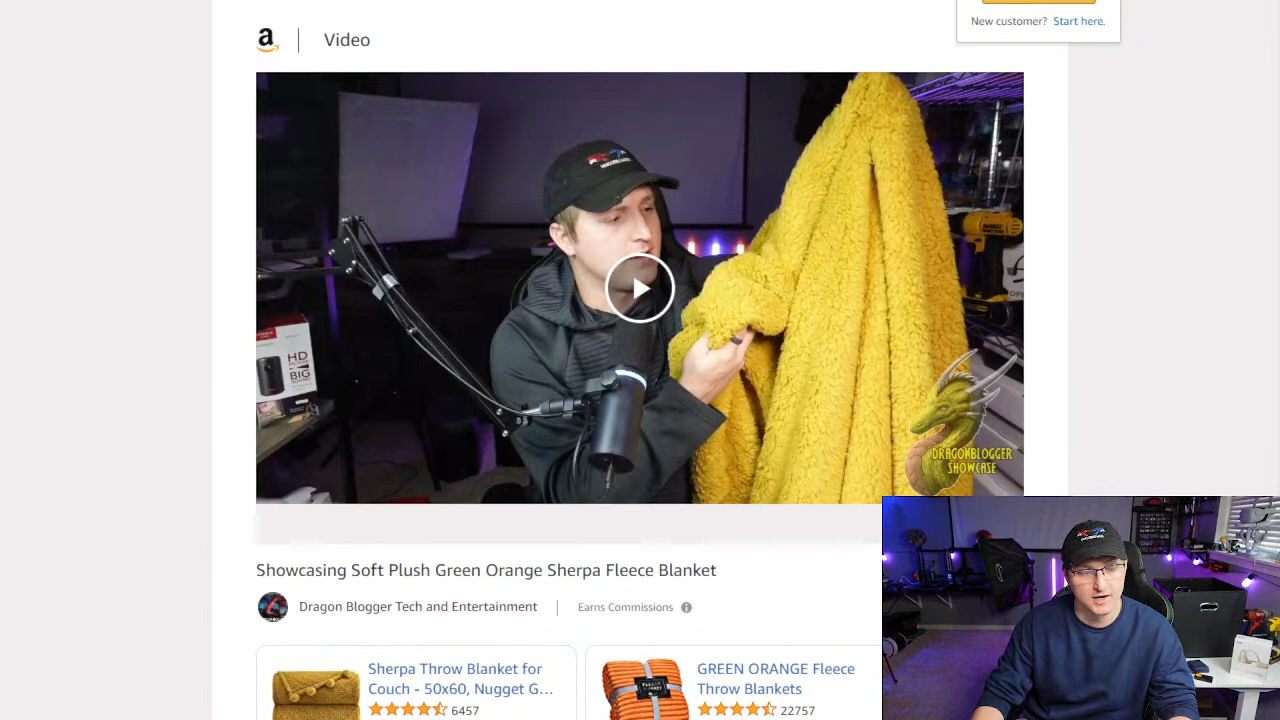 New customer? Start here.
a
Video
HD
BIG
DRAGONBLOGGER
SHOWCASE
Showcasing Soft Plush Green Orange Sherpa Fleece Blanket
Dragon Blogger Tech and Entertainment
Earns Commissions
Sherpa Throw Blanket for
Couch - 50x60, Nugget G...
6457
GREEN ORANGE Fleece
Throw Blankets
22757